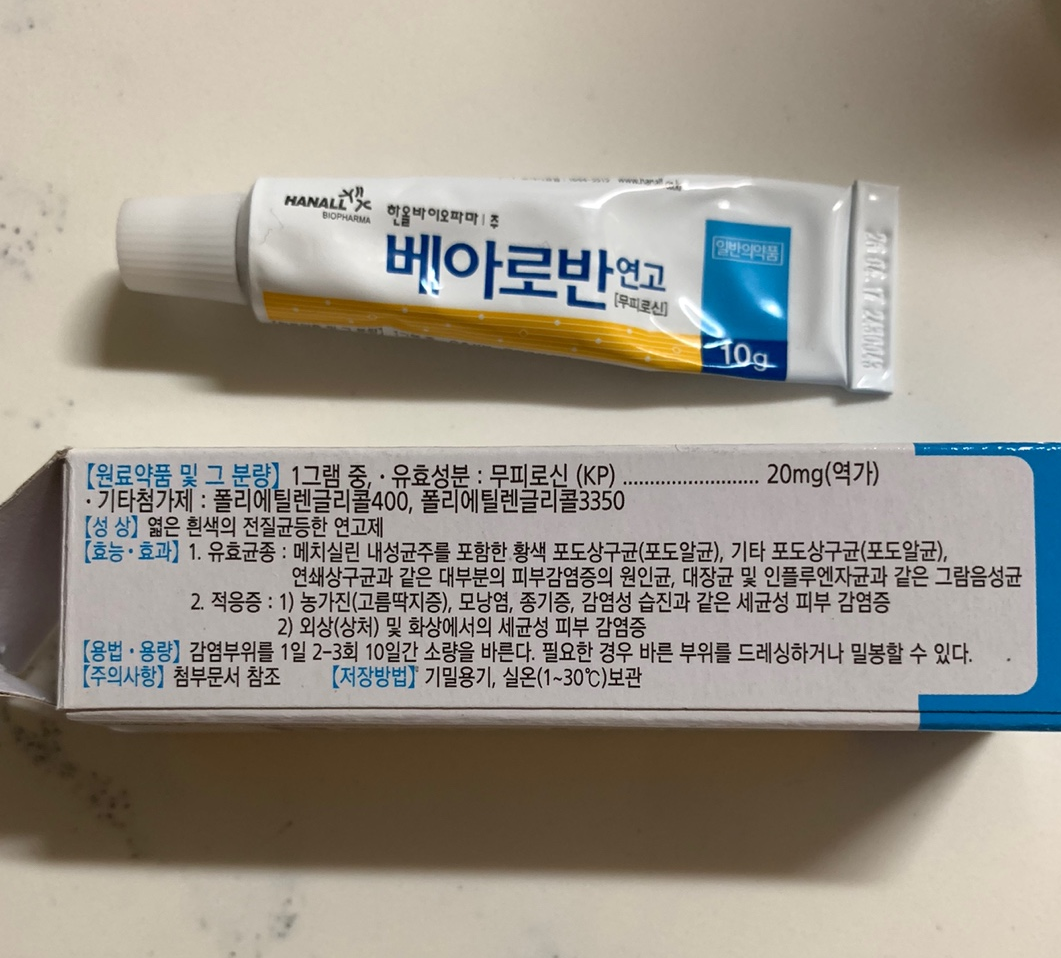 HANALL
BIOPHARMA
한올바이오파마 | 주
베아로반연고
[무피로신]
일반의약품
10g
【원료약품 및 그 분량】 1그램 중, · 유효성분 : 무피로신 (KP) .......................... 20mg(역가)
· 기타첨가제 : 폴리에틸렌글리콜400, 폴리에틸렌글리콜3350
【성 상】 엷은 흰색의 전질균등한 연고제
【효능·효과】 1. 유효균종 : 메치실린 내성균주를 포함한 황색 포도상구균(포도알균), 기타 포도상구균(포도알균),
연쇄상구균과 같은 대부분의 피부감염증의 원인균, 대장균 및 인플루엔자균과 같은 그람음성균
2. 적응증 : 1) 농가진(고름딱지증), 모낭염, 종기증, 감염성 습진과 같은 세균성 피부 감염증
2) 외상(상처) 및 화상에서의 세균성 피부 감염증
【용법·용량】 감염부위를 1일 2-3회 10일간 소량을 바른다. 필요한 경우 바른 부위를 드레싱하거나 밀봉할 수 있다.
【주의사항】 첨부문서 참조 【저장방법】 기밀용기, 실온(1~30℃)보관